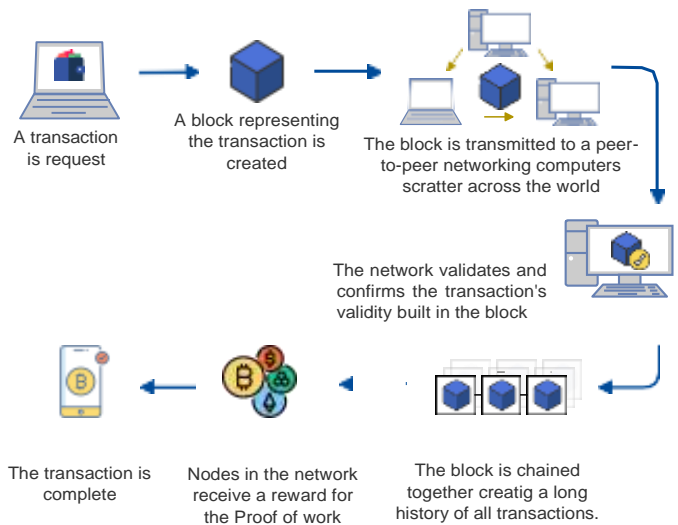 A transaction
is request
A block representing
the transaction is
created
The block is transmitted to a peer-
to-peer networking computers
scratter across the world
The network validates and
confirms the transaction's
validity built in the block
The transaction is
complete
Nodes in the network
receive a reward for
the Proof of work
The block is chained
together creatig a long
history of all transactions.